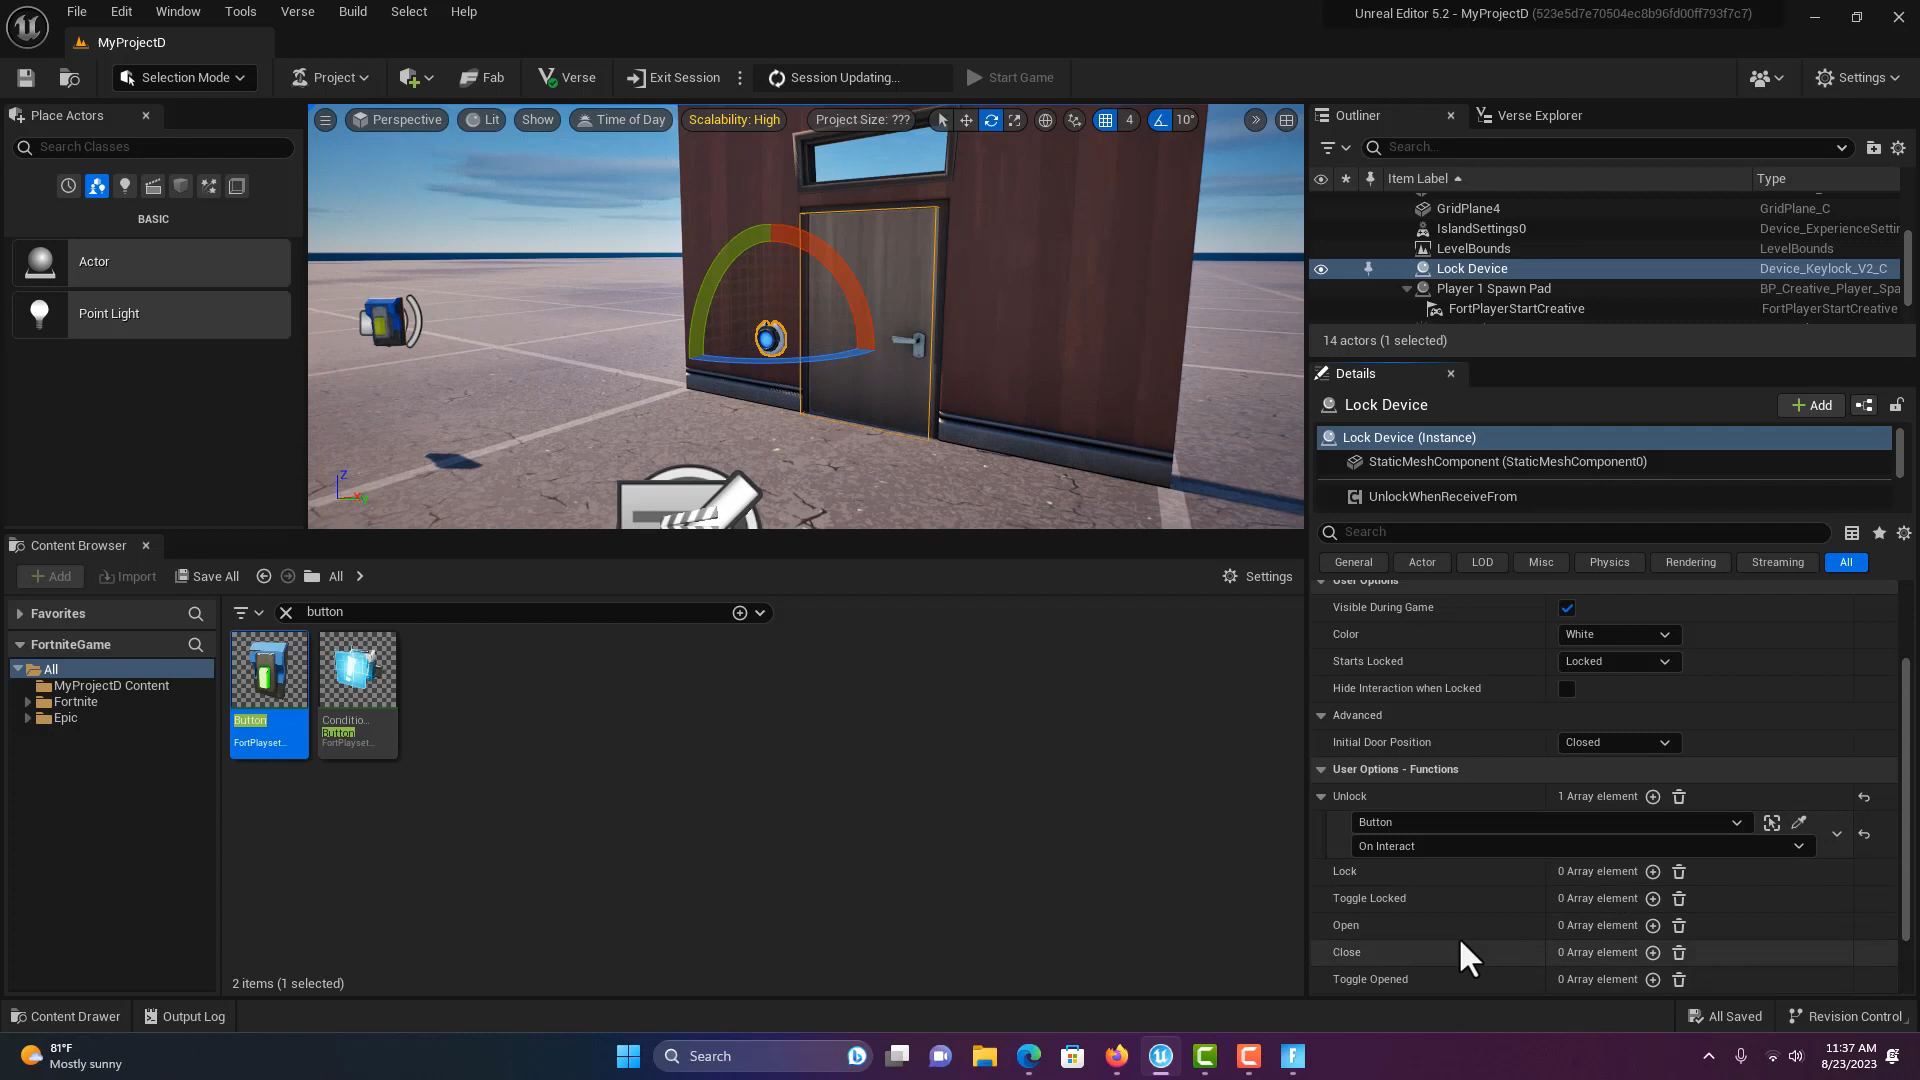 File Edit Window Tools Verse Build Select Help
Unreal Editor 5.2 - MyProjectD (523e5d7e70504ec8b96fd00ff793f7c7)
MyProjectD
Selection Mode Project Fab Verse Exit Session Session Updating... Start Game Settings
Place Actors
Search Classes
BASIC
Actor
Point Light
Perspective Lit Show Time of Day Scalability: High Project Size: ??? 4 10°
Z
Outliner Verse Explorer
Search...
Item Label Type
GridPlane4 GridPlane_C
IslandSettings0 Device_ExperienceSettin
LevelBounds LevelBounds
Lock Device Device_Keylock_V2_C
Player 1 Spawn Pad BP_Creative_Player_Spa
FortPlayerStartCreative FortPlayerStartCreative
14 actors (1 selected)
Details
Lock Device Add
Lock Device (Instance)
StaticMeshComponent (StaticMeshComponent0)
UnlockWhenReceiveFrom
Search
General Actor LOD Misc Physics Rendering Streaming All
User Options
Visible During Game
Color White
Starts Locked Locked
Hide Interaction when Locked
Advanced
Initial Door Position Closed
User Options - Functions
Unlock 1 Array element
Button
On Interact
Lock 0 Array element
Toggle Locked 0 Array element
Open 0 Array element
Close 0 Array element
Toggle Opened 0 Array element
Content Browser
Add Import Save All All Settings
Favorites
FortniteGame
All
MyProjectD Content
Fortnite
Epic
button
Button
FortPlayset...
Conditio...
Button
FortPlayset...
2 items (1 selected)
Content Drawer Output Log All Saved Revision Control
81°F
Mostly sunny
Search
11:37 AM
8/23/2023